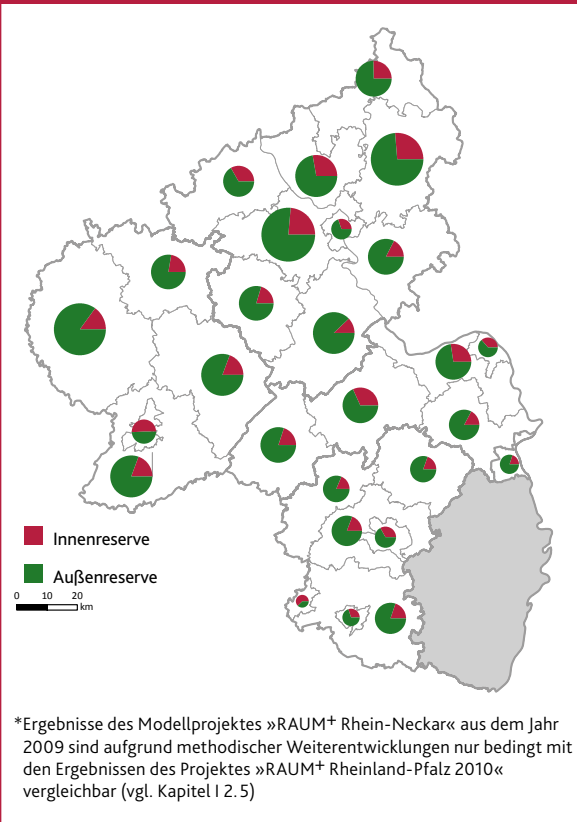 Innenreserve
Außenreserve
0 10 20
km
*Ergebnisse des Modellprojektes »RAUM+ Rhein-Neckar« aus dem Jahr
2009 sind aufgrund methodischer Weiterentwicklungen nur bedingt mit
den Ergebnissen des Projektes »RAUM+ Rheinland-Pfalz 2010«
vergleichbar (vgl. Kapitel I 2.5)